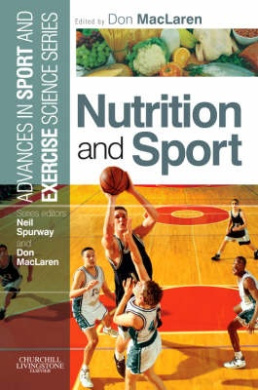 Edited by Don MacLaren
ADVANCES IN SPORT AND
EXERCISE SCIENCE SERIES
Nutrition
and Sport
Series editors
Neil
Spurway
and
Don
MacLaren
CHURCHILL
LIVINGSTONE
ELSEVIER